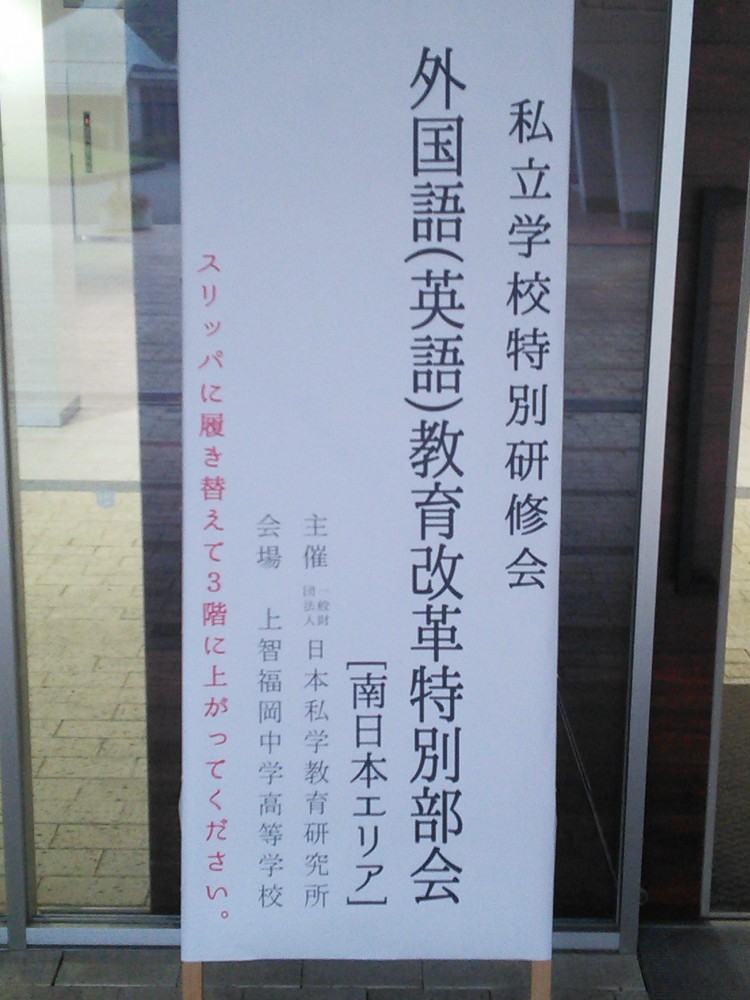 私立学校特別研修会
外国語(英語)教育改革特別部会
[南日本エリア]
主催 一般財団法人 日本私学教育研究所
会場 上智福岡中学高等学校
スリッパに履き替えて3階に上がってください。